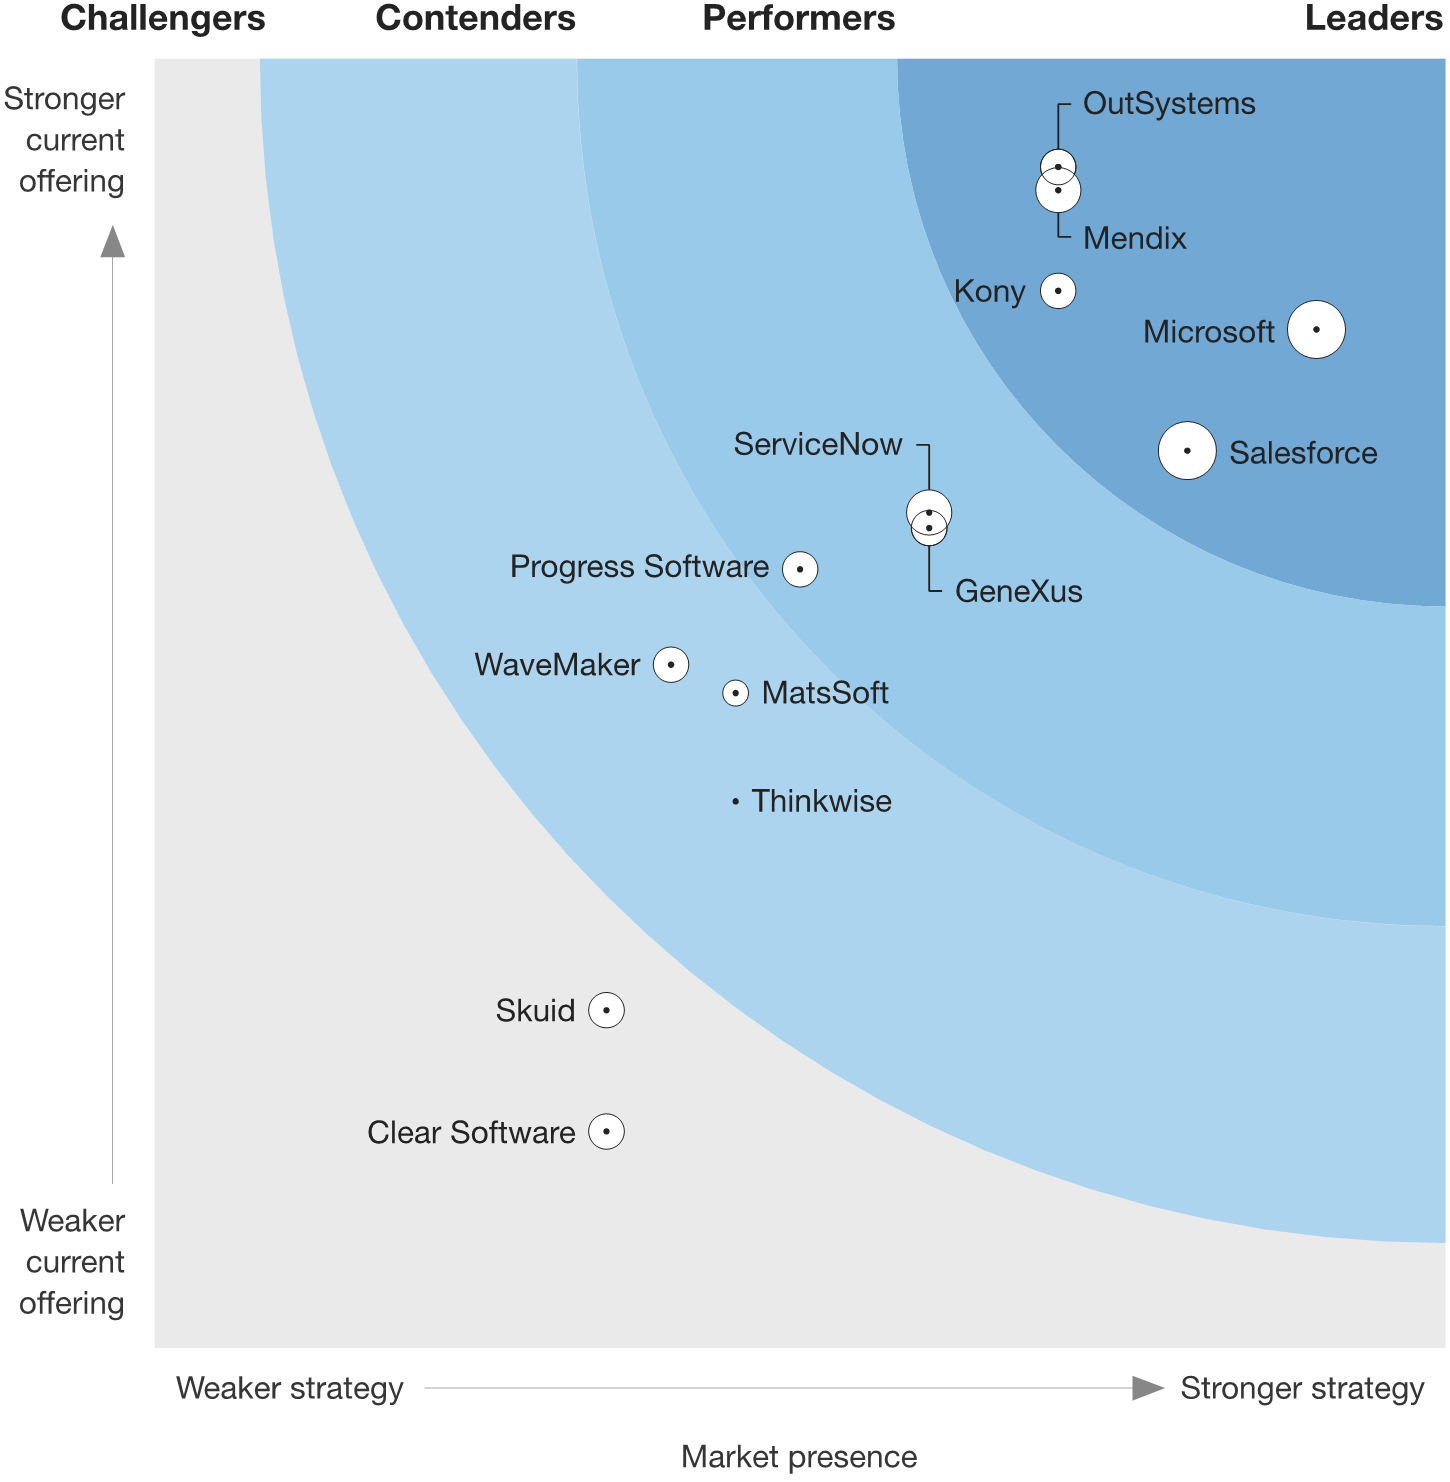 Challengers
Contenders
Performers
Leaders
Stronger
current
offering
OutSystems
Mendix
Kony
Microsoft
ServiceNow
Salesforce
Progress Software
GeneXus
WaveMaker
MatsSoft
Thinkwise
Skuid
Clear Software
Weaker
current
offering
Weaker strategy
Stronger strategy
Market presence